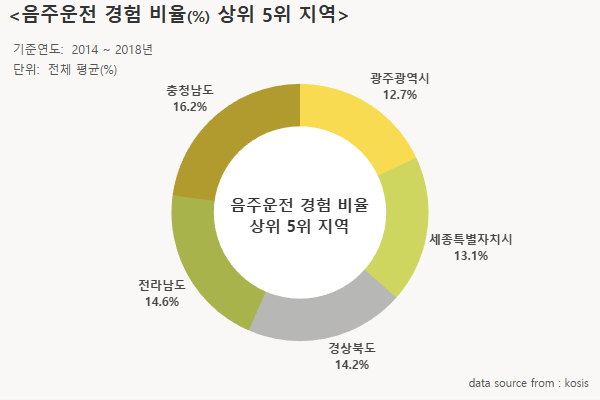 <음주운전 경험 비율(%) 상위 5위 지역>
기준연도: 2014 ~ 2018년
단위: 전체 평균(%)
충청남도
16.2%
광주광역시
12.7%
음주운전 경험 비율
상위 5위 지역
세종특별자치시
13.1%
전라남도
14.6%
경상북도
14.2%
data source from : kosis